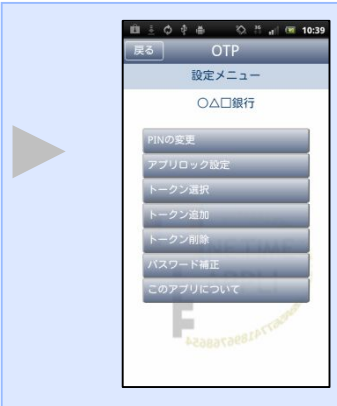 10:39
戻る OTP
設定メニュー
○△□銀行
PINの変更
アプリロック設定
トークン選択
トークン追加
トークン削除
パスワード補正
このアプリについて